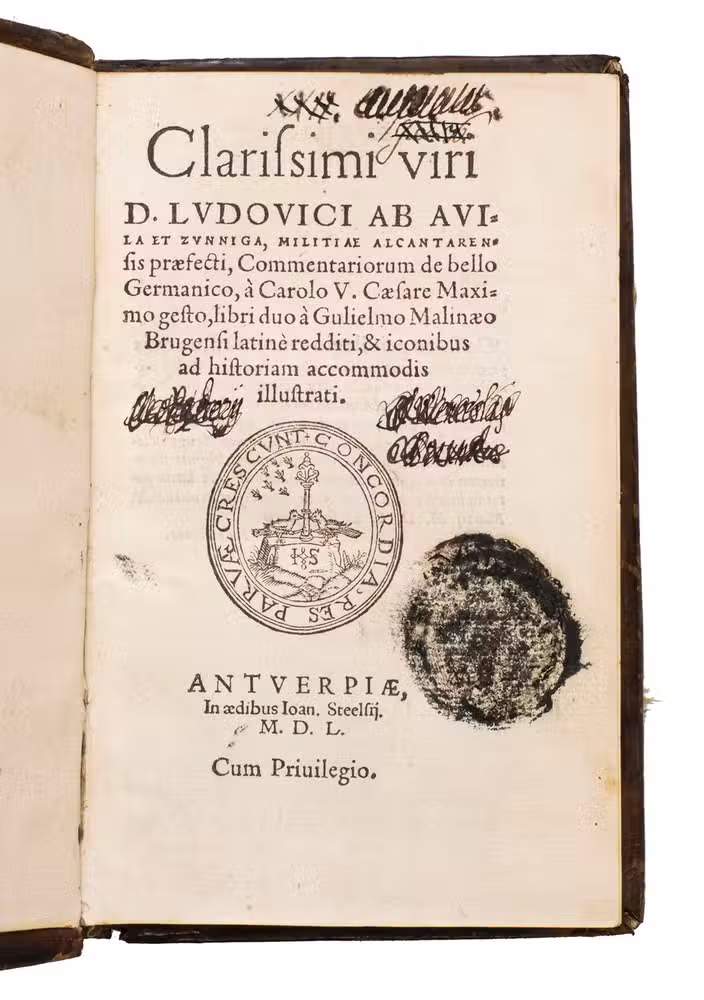 Clariſsimi viri
D. LVDOVICI AB AVI⸗
LA ET ZVNNIGA, MILITIAE ALCANTAREN⸗
ſis præfecti, Commentariorum de bello
Germanico, à Carolo V. Cæſare Maxi⸗
mo geſto, libri duo à Gulielmo Malinæo
Brugenſi latinè redditi, & iconibus
ad hiſtoriam accommodis
illuſtrati.
CONCORDIA RES PARVÆ CRESCVNT
HS
ANTVERPIÆ,
In ædibus Ioan. Steelſij.
M. D. L.
Cum Priuilegio.